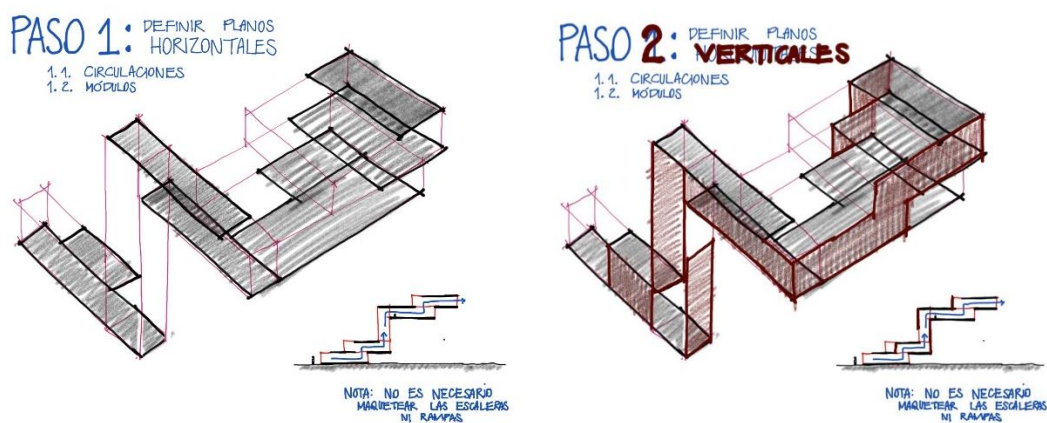 PASO 1: DEFINIR PLANOS
HORIZONTALES
1.1. CIRCULACIONES
1.2. MÓDULOS
NOTA: NO ES NECESARIO
MAQUETEAR LAS ESCALERAS
NI RAMPAS
PASO 2: DEFINIR PLANOS
VERTICALES
1.1. CIRCULACIONES
1.2. MÓDULOS
NOTA: NO ES NECESARIO
MAQUETEAR LAS ESCALERAS
NI RAMPAS